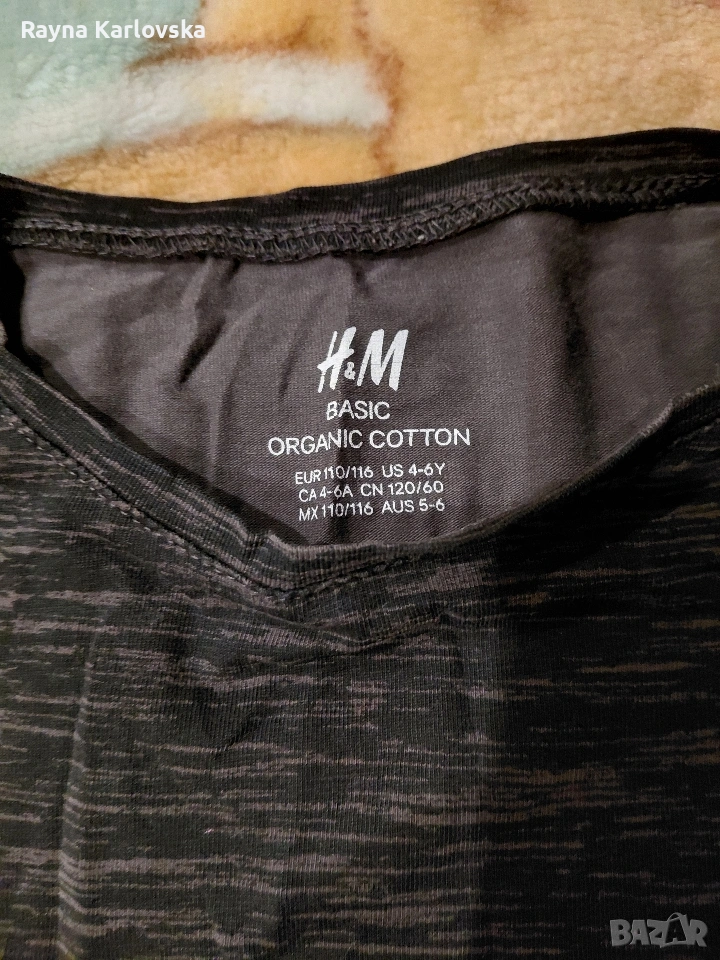 Rayna Karlovska
H&M
BASIC
ORGANIC COTTON
EUR 110/116 US 4-6Y
CA 4-6A CN 120/60
MX 110/116 AUS 5-6
BAZAR